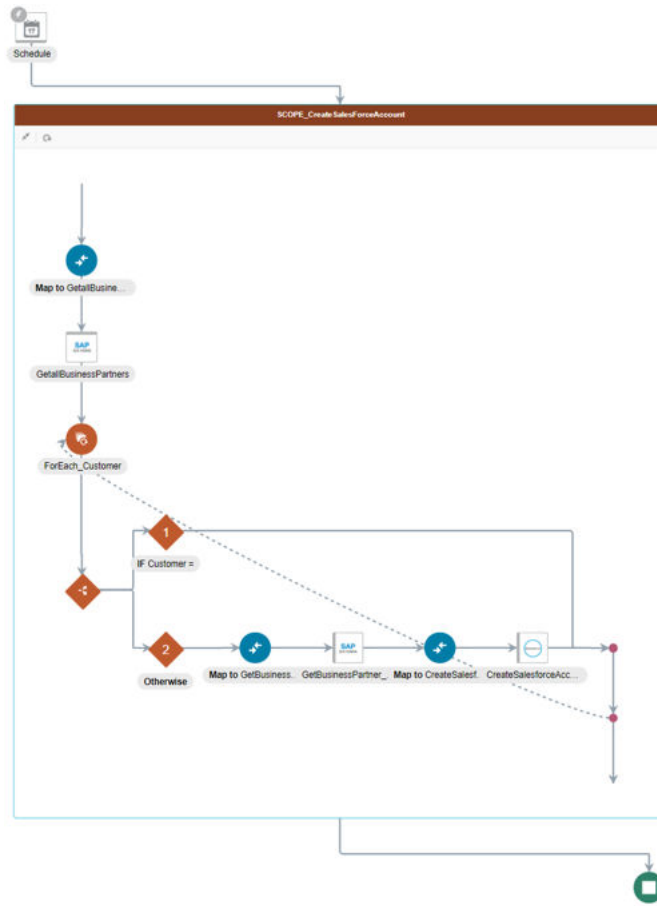 17
Schedule
SCOPE_CreateSalesForceAccount
Map to GetallBusine...
SAP
GetallBusinessPartners
ForEach_Customer
1
IF Customer =
2
SAP
Otherwise
Map to GetBusiness..
GetBusinessPartner_..
Map to CreateSalesf..
CreateSalesforceAcc...